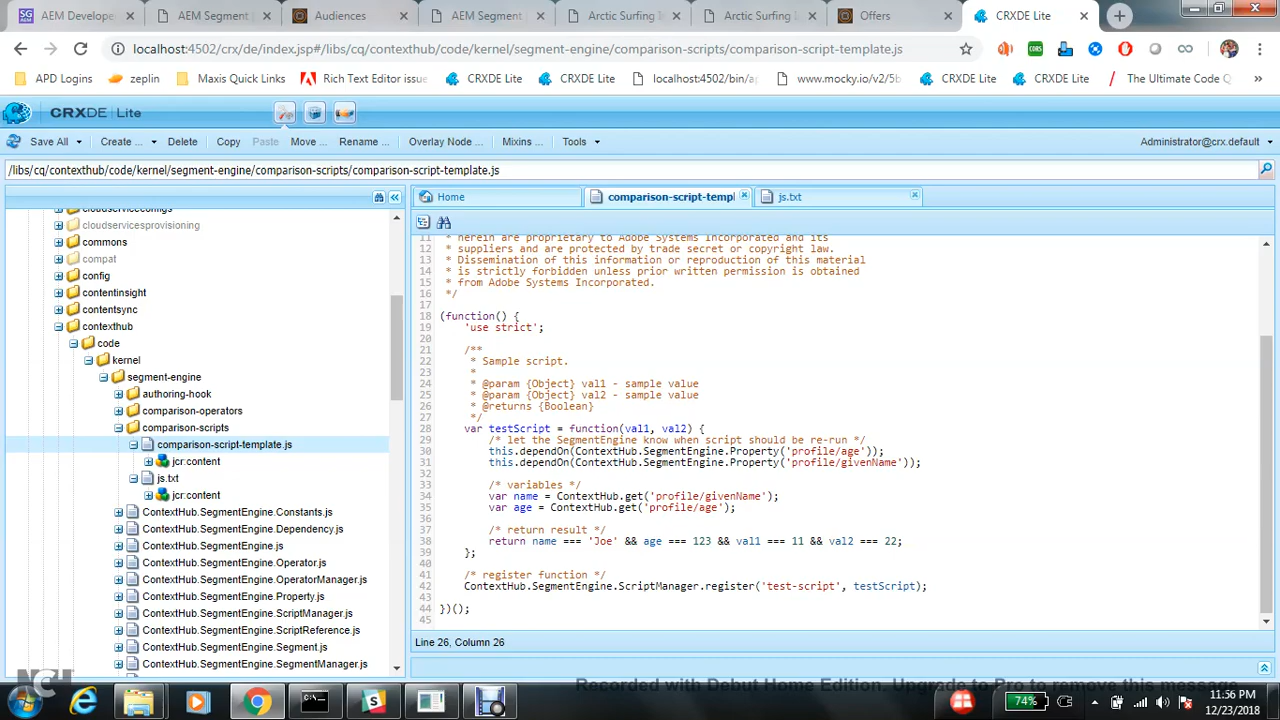 AEM Develope
AEM Segment
Audiences
AEM Segment
Arctic Surfing I
Arctic Surfing I
Offers
CRXDE Lite
localhost:4502/crx/de/index.jsp#/libs/cq/contexthub/code/kernel/segment-engine/comparison-scripts/comparison-script-template.js
APD Logins
zeplin
Maxis Quick Links
Rich Text Editor issue
CRXDE Lite
CRXDE Lite
localhost:4502/bin/a
www.mocky.io/v2/5b
CRXDE Lite
CRXDE Lite
The Ultimate Code Q
»
CRXDE | Lite
Save All
Create ...
Delete
Copy
Paste
Move ...
Rename ...
Overlay Node ...
Mixins ...
Tools
Administrator@crx.default
/libs/cq/contexthub/code/kernel/segment-engine/comparison-scripts/comparison-script-template.js
Home
comparison-script-templ
js.txt
cloudserviceconfigs
cloudservicesprovisioning
commons
compat
config
contentinsight
contentsync
contexthub
code
kernel
segment-engine
authoring-hook
comparison-operators
comparison-scripts
comparison-script-template.js
jcr:content
js.txt
jcr:content
ContextHub.SegmentEngine.Constants.js
ContextHub.SegmentEngine.Dependency.js
ContextHub.SegmentEngine.js
ContextHub.SegmentEngine.Operator.js
ContextHub.SegmentEngine.OperatorManager.js
ContextHub.SegmentEngine.Property.js
ContextHub.SegmentEngine.ScriptManager.js
ContextHub.SegmentEngine.ScriptReference.js
ContextHub.SegmentEngine.Segment.js
ContextHub.SegmentEngine.SegmentManager.js
11 * herein are proprietary to Adobe Systems Incorporated and its
12 * suppliers and are protected by trade secret or copyright law.
13 * Dissemination of this information or reproduction of this material
14 * is strictly forbidden unless prior written permission is obtained
15 * from Adobe Systems Incorporated.
16 */
17
18 (function() {
19 'use strict';
20
21 /**
22 * Sample script.
23 *
24 * @param {Object} val1 - sample value
25 * @param {Object} val2 - sample value
26 * @returns {Boolean}
27 */
28 var testScript = function(val1, val2) {
29 /* let the SegmentEngine know when script should be re-run */
30 this.dependOn(ContextHub.SegmentEngine.Property('profile/age'));
31 this.dependOn(ContextHub.SegmentEngine.Property('profile/givenName'));
32
33 /* variables */
34 var name = ContextHub.get('profile/givenName');
35 var age = ContextHub.get('profile/age');
36
37 /* return result */
38 return name === 'Joe' && age === 123 && val1 === 11 && val2 === 22;
39 };
40
41 /* register function */
42 ContextHub.SegmentEngine.ScriptManager.register('test-script', testScript);
43
44 })();
45
Line 26, Column 26
NCH
Recorded with Debut Home Edition. Upgrade to Pro to remove this message.
74%
11:56 PM
12/23/2018